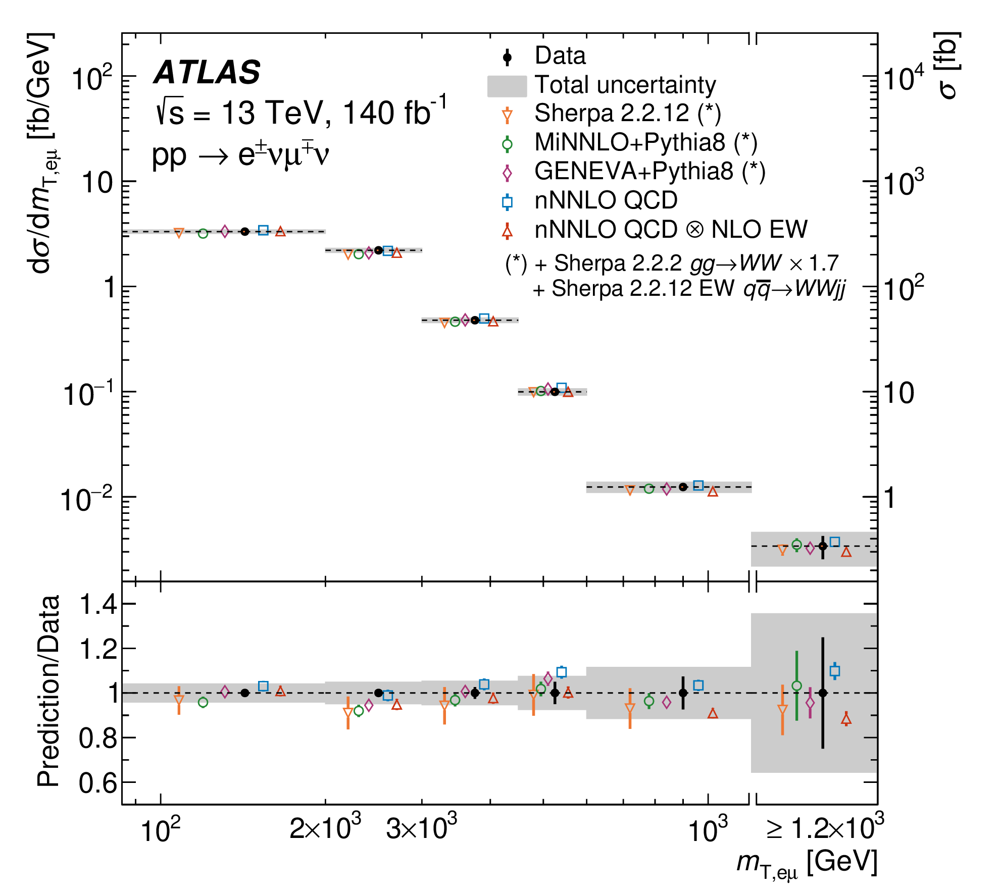 ATLAS
√s = 13 TeV, 140 fb⁻¹
pp → e±νμ∓ν
Data
Total uncertainty
Sherpa 2.2.12 (*)
MiNNLO+Pythia8 (*)
GENEVA+Pythia8 (*)
nNNLO QCD
nNNLO QCD ⊗ NLO EW
(*) + Sherpa 2.2.2 gg→WW × 1.7
+ Sherpa 2.2.12 EW qq̅→WWjj
dσ/dm_T,eμ [fb/GeV]
10²
10
1
10⁻¹
10⁻²
σ [fb]
10⁴
10³
10²
10
1
Prediction/Data
1.4
1.2
1
0.8
0.6
10²
2×10³
3×10³
10³
≥ 1.2×10³
m_T,eμ [GeV]